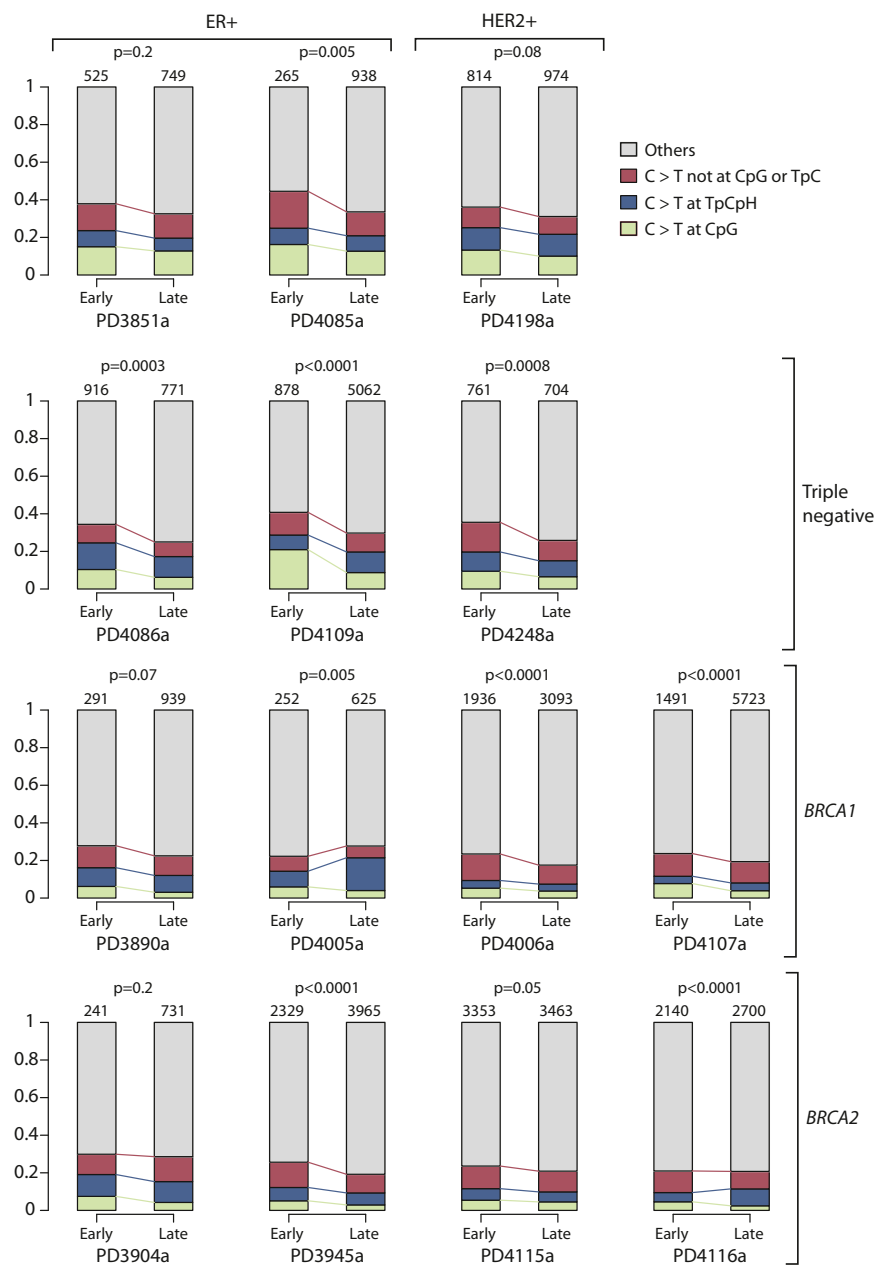 ER+ HER2+
p=0.2 p=0.005 p=0.08
525 749 265 938 814 974
1
0.8
0.6
0.4
0.2
0
Early Late Early Late Early Late
PD3851a PD4085a PD4198a
Others
C > T not at CpG or TpC
C > T at TpCpH
C > T at CpG
p=0.0003 p<0.0001 p=0.0008
916 771 878 5062 761 704
1
0.8
0.6
0.4
0.2
0
Early Late Early Late Early Late
PD4086a PD4109a PD4248a
Triple
negative
p=0.07 p=0.005 p<0.0001 p<0.0001
291 939 252 625 1936 3093 1491 5723
1
0.8
0.6
0.4
0.2
0
Early Late Early Late Early Late Early Late
PD3890a PD4005a PD4006a PD4107a
BRCA1
p=0.2 p<0.0001 p=0.05 p<0.0001
241 731 2329 3965 3353 3463 2140 2700
1
0.8
0.6
0.4
0.2
0
Early Late Early Late Early Late Early Late
PD3904a PD3945a PD4115a PD4116a
BRCA2